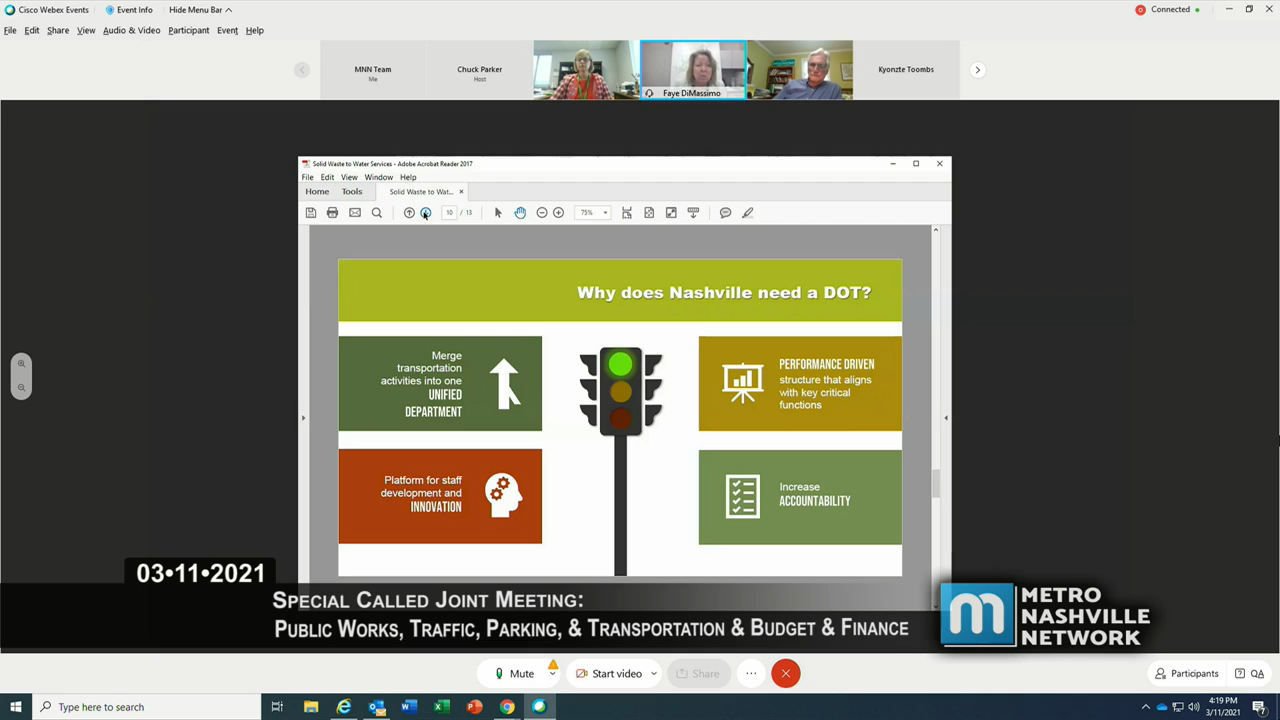 Cisco Webex Events
Event Info
Hide Menu Bar
Connected
File Edit Share View Audio & Video Participant Event Help
MNN Team
Me
Chuck Parker
Host
Faye DiMassimo
Kyonzte Toombs
Solid Waste to Water Services - Adobe Acrobat Reader 2017
File Edit View Window Help
Home Tools Solid Waste to Wat...
10 / 13
75%
Why does Nashville need a DOT?
Merge
transportation
activities into one
UNIFIED
DEPARTMENT
PERFORMANCE DRIVEN
structure that aligns
with key critical
functions
Platform for staff
development and
INNOVATION
Increase
ACCOUNTABILITY
03•11•2021
SPECIAL CALLED JOINT MEETING:
PUBLIC WORKS, TRAFFIC, PARKING, & TRANSPORTATION & BUDGET & FINANCE
m
METRO
NASHVILLE
NETWORK
Mute
Start video
Share
Participants
QA
Type here to search
4:19 PM
3/11/2021